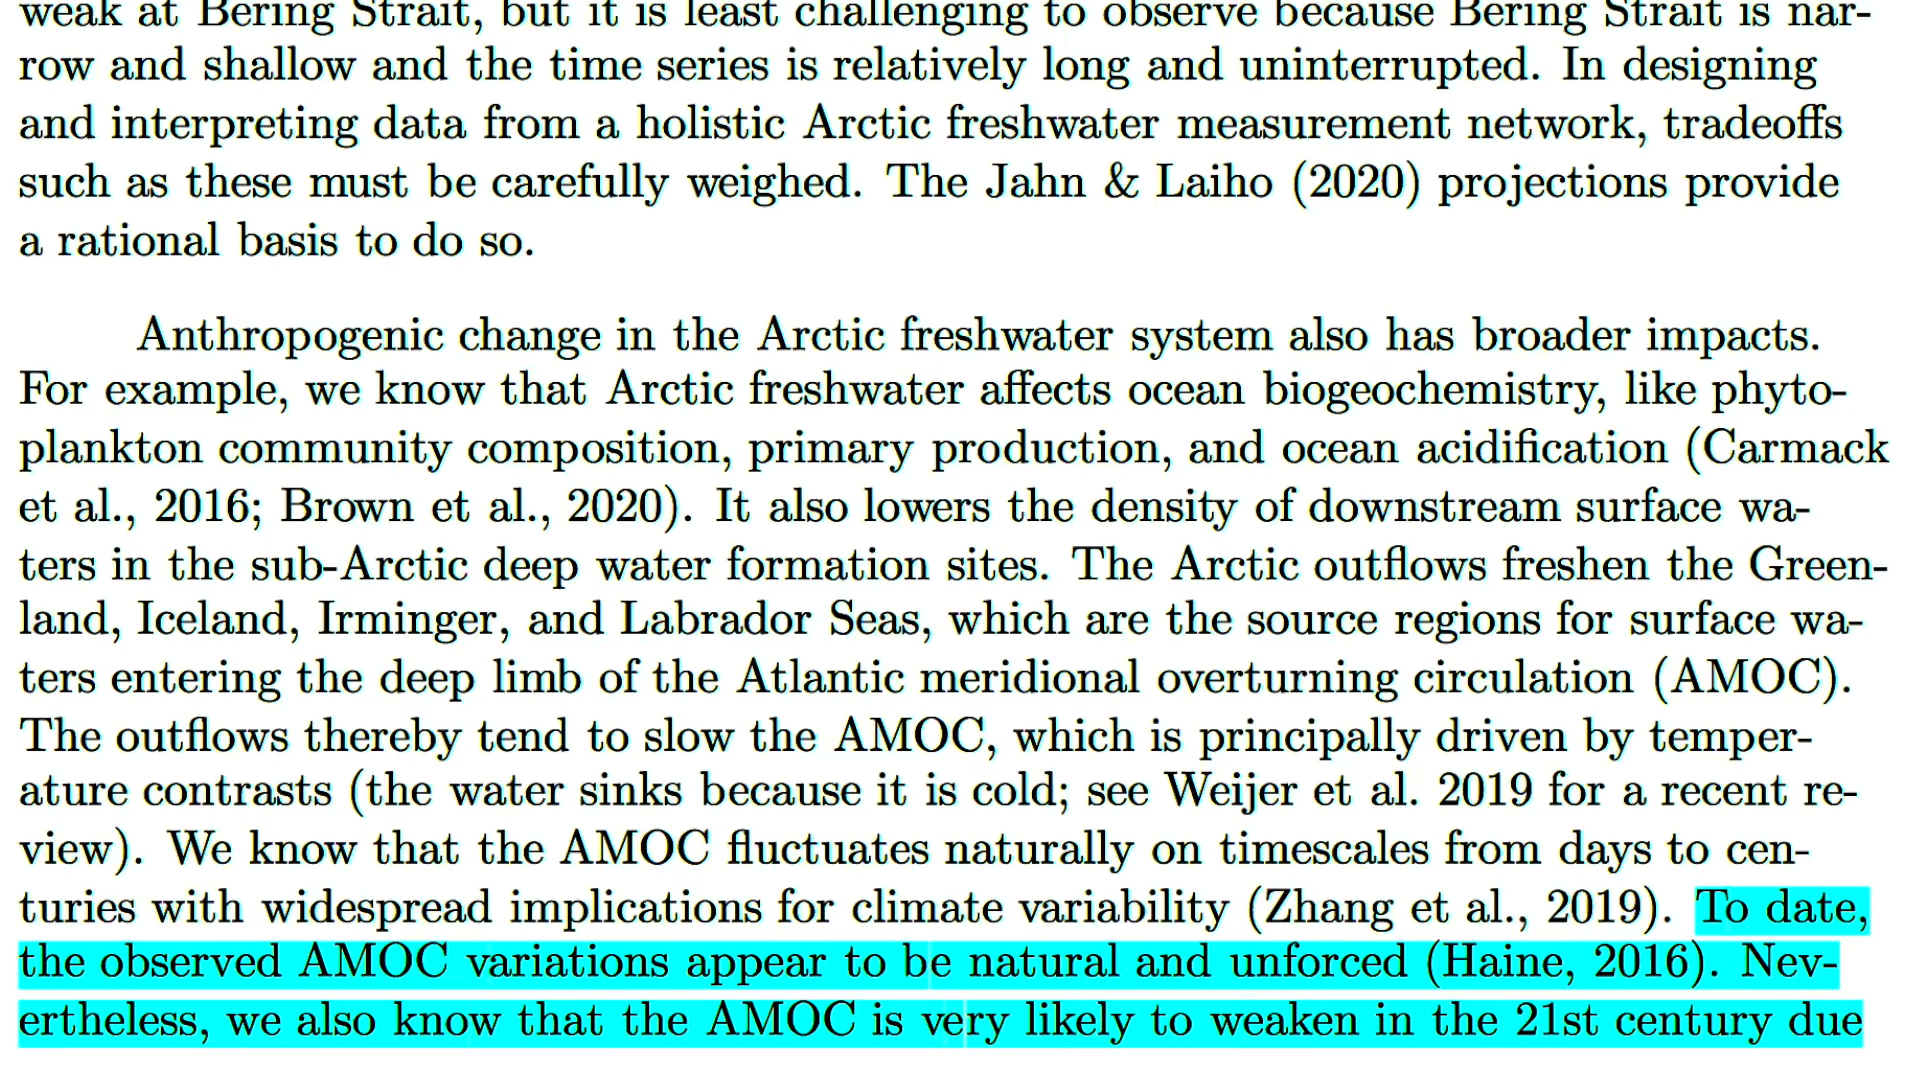 weak at Bering Strait, but it is least challenging to observe because Bering Strait is nar-
row and shallow and the time series is relatively long and uninterrupted. In designing
and interpreting data from a holistic Arctic freshwater measurement network, tradeoffs
such as these must be carefully weighed. The Jahn & Laiho (2020) projections provide
a rational basis to do so.
Anthropogenic change in the Arctic freshwater system also has broader impacts.
For example, we know that Arctic freshwater affects ocean biogeochemistry, like phyto-
plankton community composition, primary production, and ocean acidification (Carmack
et al., 2016; Brown et al., 2020). It also lowers the density of downstream surface wa-
ters in the sub-Arctic deep water formation sites. The Arctic outflows freshen the Green-
land, Iceland, Irminger, and Labrador Seas, which are the source regions for surface wa-
ters entering the deep limb of the Atlantic meridional overturning circulation (AMOC).
The outflows thereby tend to slow the AMOC, which is principally driven by temper-
ature contrasts (the water sinks because it is cold; see Weijer et al. 2019 for a recent re-
view). We know that the AMOC fluctuates naturally on timescales from days to cen-
turies with widespread implications for climate variability (Zhang et al., 2019). To date,
the observed AMOC variations appear to be natural and unforced (Haine, 2016). Nev-
ertheless, we also know that the AMOC is very likely to weaken in the 21st century due